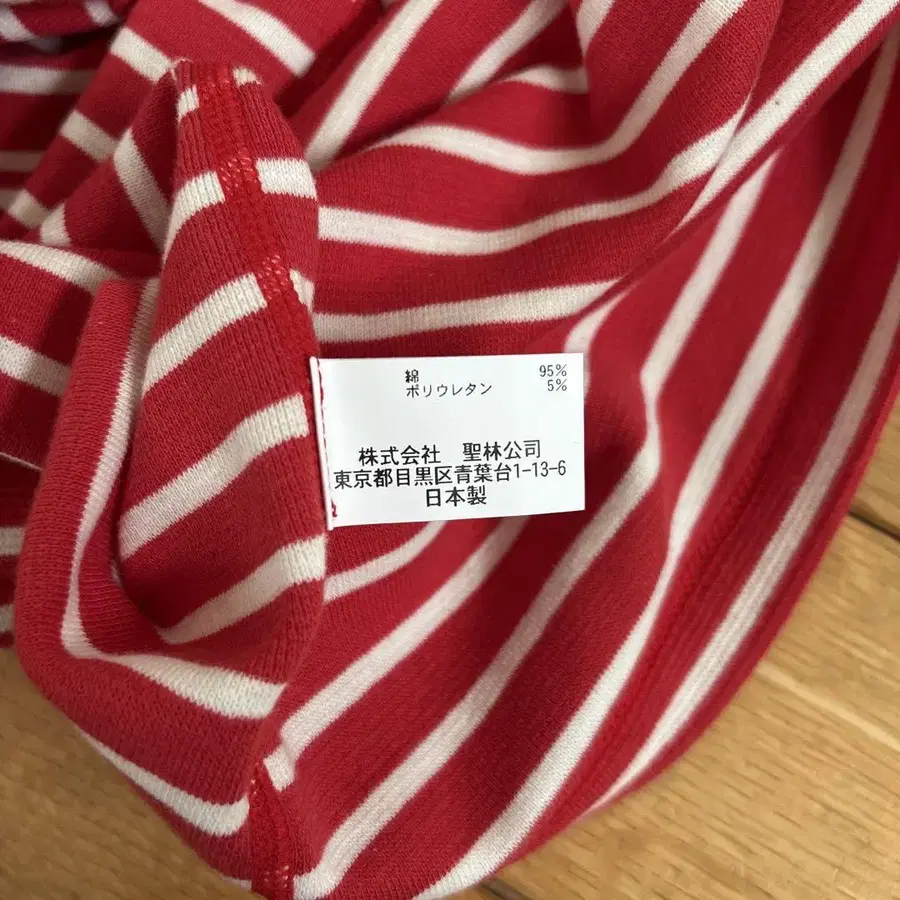 綿 95%
ポリウレタン 5%
株式会社 聖林公司
東京都目黒区青葉台1-13-6
日本製